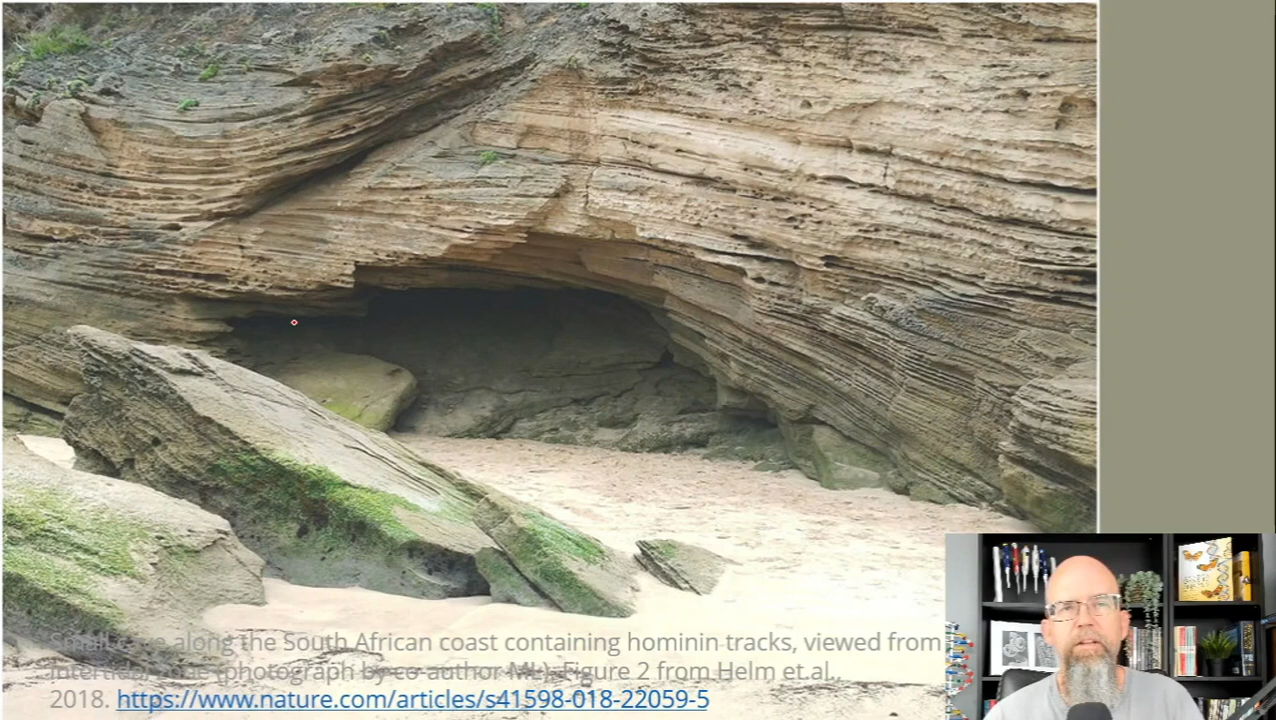 Small cave along the South African coast containing hominin tracks, viewed from
intertidal zone (photograph by co-author ML). Figure 2 from Helm et.al.,
2018. https://www.nature.com/articles/s41598-018-22059-5